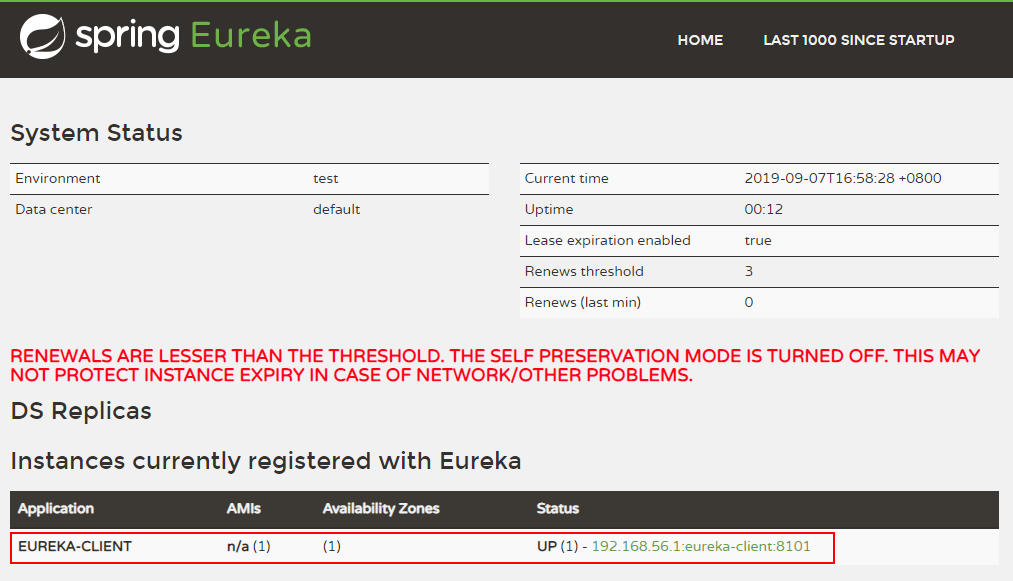 spring Eureka
HOME LAST 1000 SINCE STARTUP
System Status
Environment test
Data center default
Current time 2019-09-07T16:58:28 +0800
Uptime 00:12
Lease expiration enabled true
Renews threshold 3
Renews (last min) 0
RENEWALS ARE LESSER THAN THE THRESHOLD. THE SELF PRESERVATION MODE IS TURNED OFF. THIS MAY
NOT PROTECT INSTANCE EXPIRY IN CASE OF NETWORK/OTHER PROBLEMS.
DS Replicas
Instances currently registered with Eureka
Application AMIs Availability Zones Status
EUREKA-CLIENT n/a (1) (1) UP (1) - 192.168.56.1:eureka-client:8101